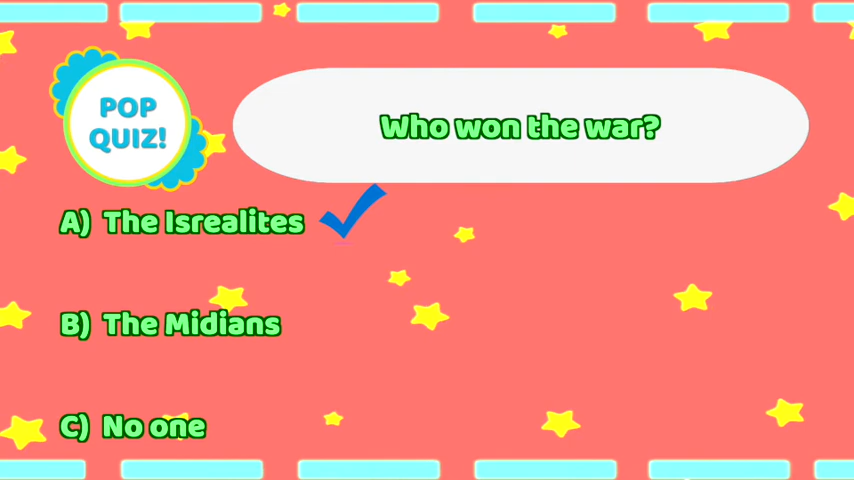 POP
QUIZ!
Who won the war?
A) The Isrealites
B) The Midians
C) No one